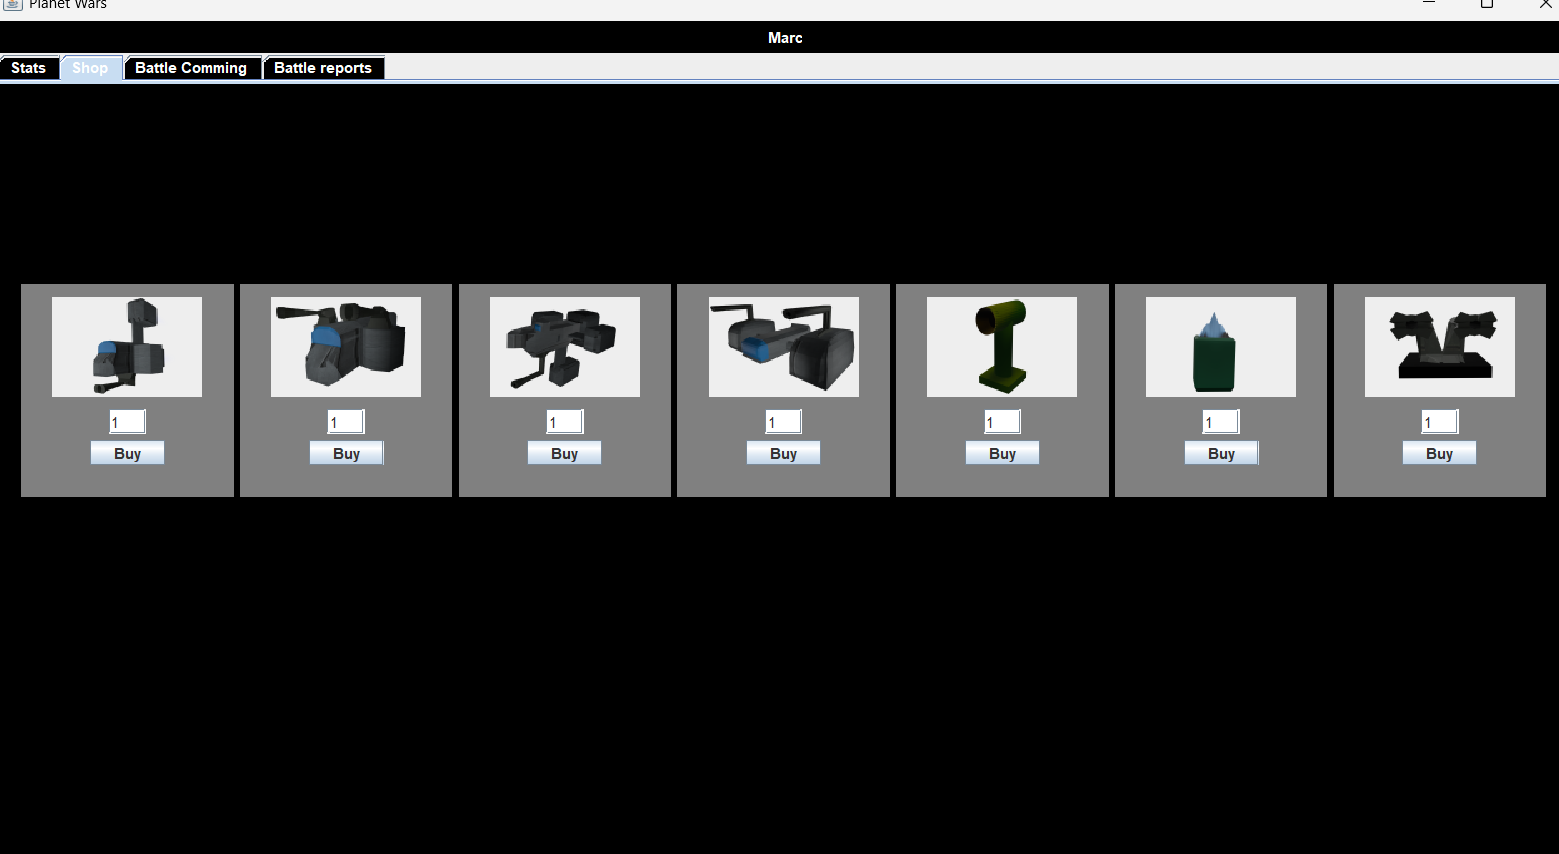 Planet Wars
Marc
Stats Shop Battle Comming Battle reports
1 1 1 1 1 1 1
Buy Buy Buy Buy Buy Buy Buy